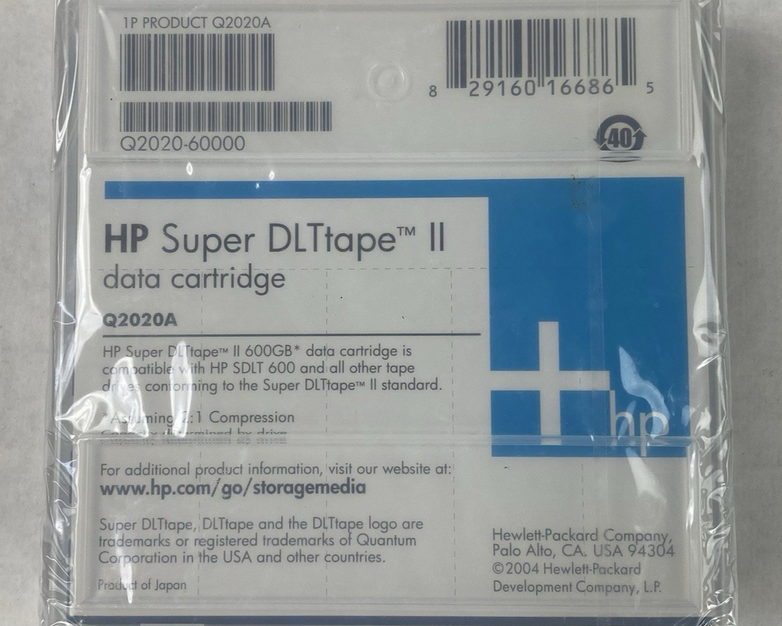 1P PRODUCT Q2020A
Q2020-60000
8 29160 16686 5
40
HP Super DLTtape™ II
data cartridge
Q2020A
HP Super DLTtape™ II 600GB* data cartridge is
compatible with HP SDLT 600 and all other tape
drives conforming to the Super DLTtape™ II standard.
*Assuming 2:1 Compression
Capacity determined by drive
hp
For additional product information, visit our website at:
www.hp.com/go/storagemedia
Super DLTtape, DLTtape and the DLTtape logo are
trademarks or registered trademarks of Quantum
Corporation in the USA and other countries.
Product of Japan
Hewlett-Packard Company,
Palo Alto, CA. USA 94304
©2004 Hewlett-Packard
Development Company, L.P.